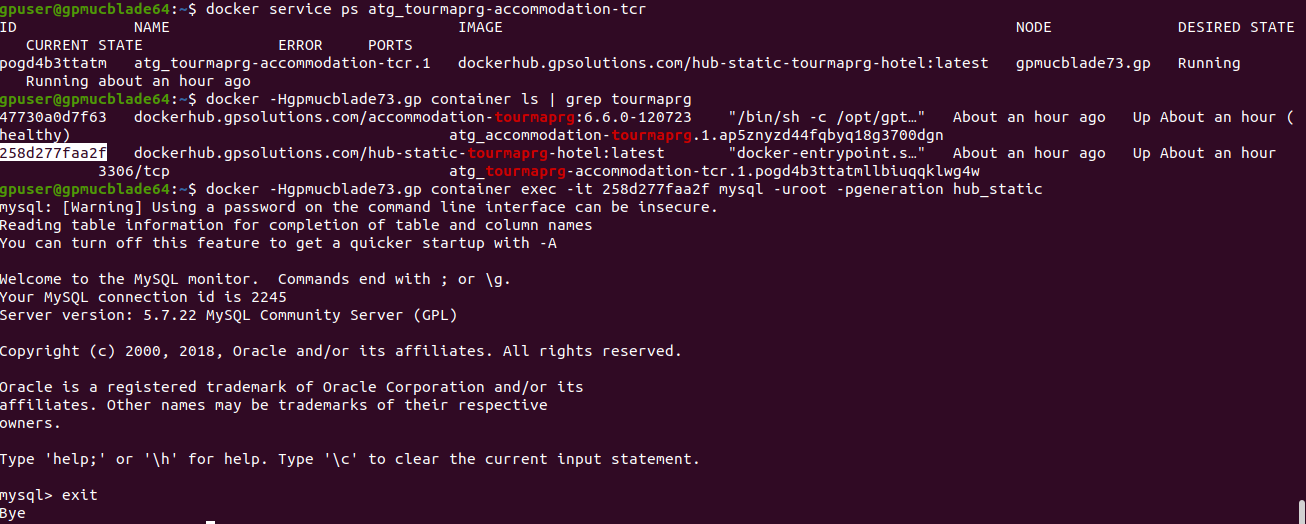 gpuser@gpmucblade64:~$ docker service ps atg_tourmaprg-accommodation-tcr
ID NAME IMAGE NODE DESIRED STATE
CURRENT STATE ERROR PORTS
pogd4b3ttatm atg_tourmaprg-accommodation-tcr.1 dockerhub.gpsolutions.com/hub-static-tourmaprg-hotel:latest gpmucblade73.gp Running
Running about an hour ago
gpuser@gpmucblade64:~$ docker -Hgpmucblade73.gp container ls | grep tourmaprg
47730a0d7f63 dockerhub.gpsolutions.com/accommodation-tourmaprg:6.6.0-120723 "/bin/sh -c /opt/gpt…" About an hour ago Up About an hour (
healthy) atg_accommodation-tourmaprg.1.ap5znyzd44fqbyq18g3700dgn
258d277faa2f dockerhub.gpsolutions.com/hub-static-tourmaprg-hotel:latest "docker-entrypoint.s…" About an hour ago Up About an hour
3306/tcp atg_tourmaprg-accommodation-tcr.1.pogd4b3ttatmllbiuqqklwg4w
gpuser@gpmucblade64:~$ docker -Hgpmucblade73.gp container exec -it 258d277faa2f mysql -uroot -pgeneration hub_static
mysql: [Warning] Using a password on the command line interface can be insecure.
Reading table information for completion of table and column names
You can turn off this feature to get a quicker startup with -A
Welcome to the MySQL monitor.  Commands end with ; or \g.
Your MySQL connection id is 2245
Server version: 5.7.22 MySQL Community Server (GPL)
Copyright (c) 2000, 2018, Oracle and/or its affiliates. All rights reserved.
Oracle is a registered trademark of Oracle Corporation and/or its
affiliates. Other names may be trademarks of their respective
owners.
Type 'help;' or '\h' for help. Type '\c' to clear the current input statement.
mysql> exit
Bye